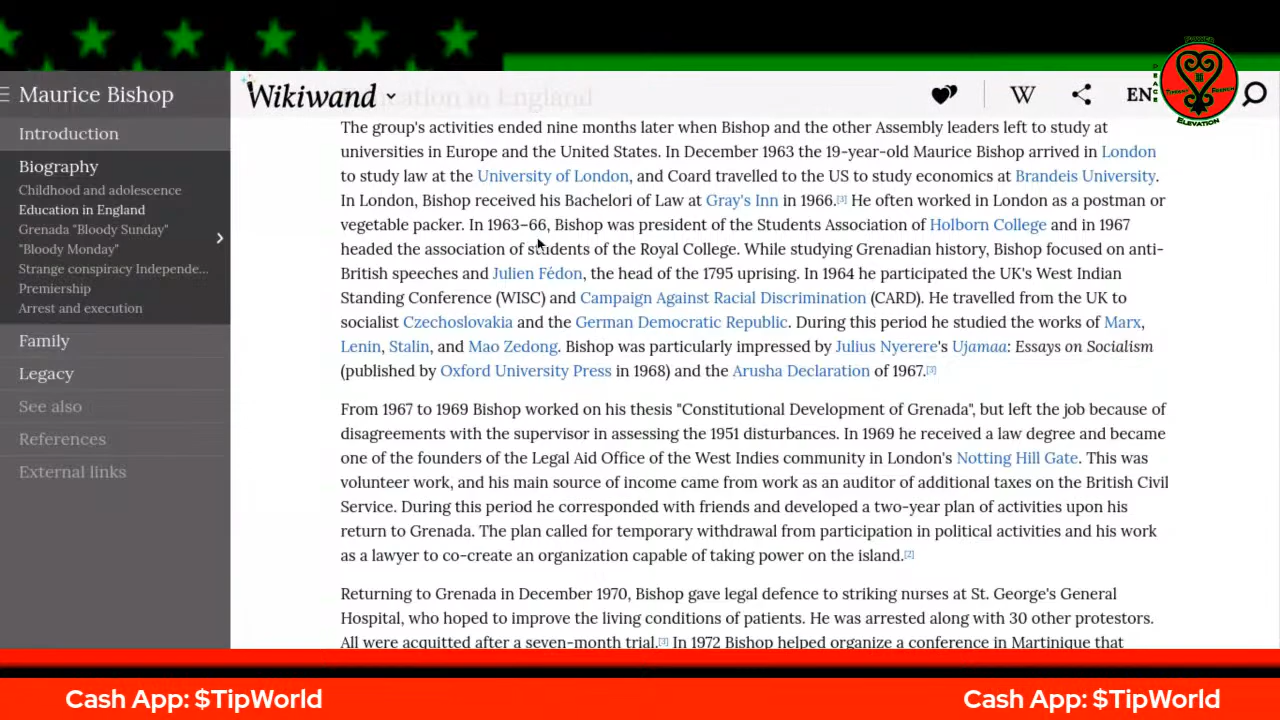 Maurice Bishop
Introduction
Biography
Childhood and adolescence
Education in England
Grenada "Bloody Sunday"
"Bloody Monday"
Strange conspiracy Independe...
Premiership
Arrest and execution
Family
Legacy
See also
References
External links
Wikiwand
Education in England
W
EN
POWER
PEACE
ELEVATION
The group's activities ended nine months later when Bishop and the other Assembly leaders left to study at
universities in Europe and the United States. In December 1963 the 19-year-old Maurice Bishop arrived in London
to study law at the University of London, and Coard travelled to the US to study economics at Brandeis University.
In London, Bishop received his Bachelori of Law at Gray's Inn in 1966.[3] He often worked in London as a postman or
vegetable packer. In 1963–66, Bishop was president of the Students Association of Holborn College and in 1967
headed the association of students of the Royal College. While studying Grenadian history, Bishop focused on anti-
British speeches and Julien Fédon, the head of the 1795 uprising. In 1964 he participated the UK's West Indian
Standing Conference (WISC) and Campaign Against Racial Discrimination (CARD). He travelled from the UK to
socialist Czechoslovakia and the German Democratic Republic. During this period he studied the works of Marx,
Lenin, Stalin, and Mao Zedong. Bishop was particularly impressed by Julius Nyerere's Ujamaa: Essays on Socialism
(published by Oxford University Press in 1968) and the Arusha Declaration of 1967.[3]
From 1967 to 1969 Bishop worked on his thesis "Constitutional Development of Grenada", but left the job because of
disagreements with the supervisor in assessing the 1951 disturbances. In 1969 he received a law degree and became
one of the founders of the Legal Aid Office of the West Indies community in London's Notting Hill Gate. This was
volunteer work, and his main source of income came from work as an auditor of additional taxes on the British Civil
Service. During this period he corresponded with friends and developed a two-year plan of activities upon his
return to Grenada. The plan called for temporary withdrawal from participation in political activities and his work
as a lawyer to co-create an organization capable of taking power on the island.[2]
Returning to Grenada in December 1970, Bishop gave legal defence to striking nurses at St. George's General
Hospital, who hoped to improve the living conditions of patients. He was arrested along with 30 other protestors.
All were acquitted after a seven-month trial.[3] In 1972 Bishop helped organize a conference in Martinique that
Cash App: $TipWorld
Cash App: $TipWorld